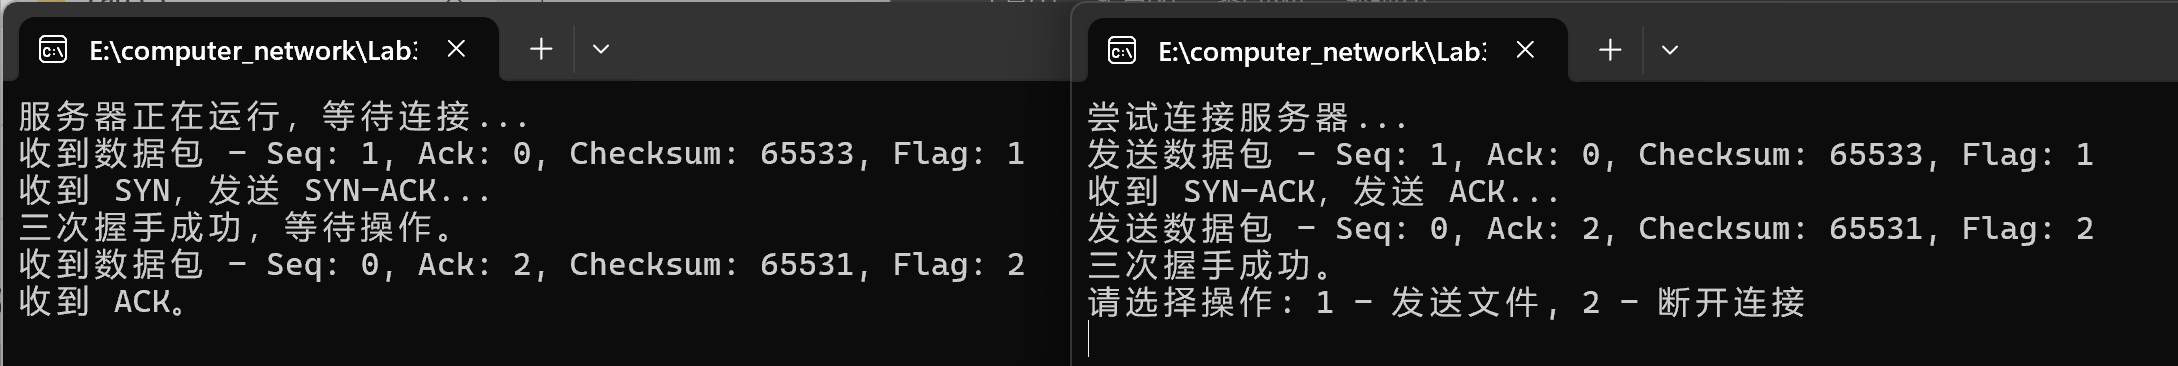 E:\computer_network\Lab
服务器正在运行, 等待连接...
收到数据包 - Seq: 1, Ack: 0, Checksum: 65533, Flag: 1
收到 SYN, 发送 SYN-ACK...
三次握手成功, 等待操作。
收到数据包 - Seq: 0, Ack: 2, Checksum: 65531, Flag: 2
收到 ACK。
E:\computer_network\Lab
尝试连接服务器...
发送数据包 - Seq: 1, Ack: 0, Checksum: 65533, Flag: 1
收到 SYN-ACK, 发送 ACK...
发送数据包 - Seq: 0, Ack: 2, Checksum: 65531, Flag: 2
三次握手成功。
请选择操作: 1 - 发送文件, 2 - 断开连接